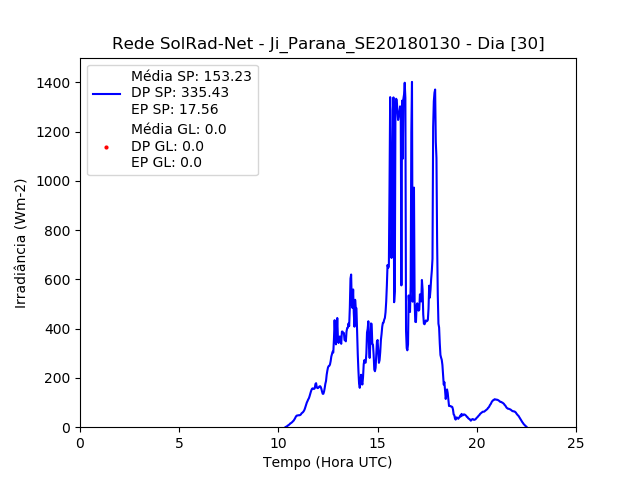 Rede SolRad-Net - Ji_Parana_SE20180130 - Dia [30]
Média SP: 153.23
DP SP: 335.43
EP SP: 17.56
Média GL: 0.0
DP GL: 0.0
EP GL: 0.0
Irradiância (Wm-2)
1400
1200
1000
800
600
400
200
0
0 5 10 15 20 25
Tempo (Hora UTC)